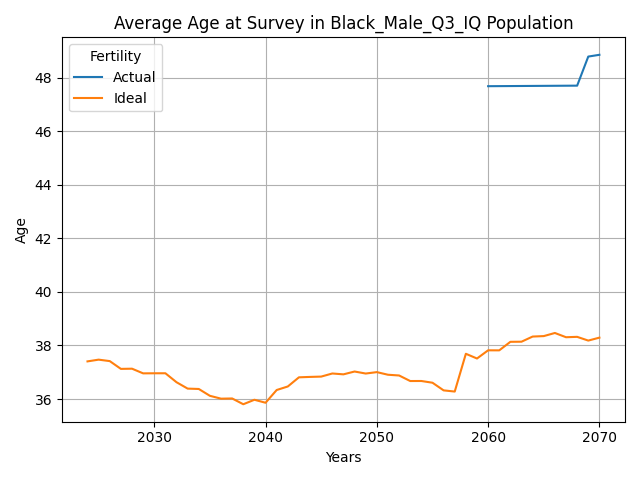 Average Age at Survey in Black_Male_Q3_IQ Population
Fertility
Actual
Ideal
48
46
44
42
40
38
36
Age
2030
2040
2050
2060
2070
Years